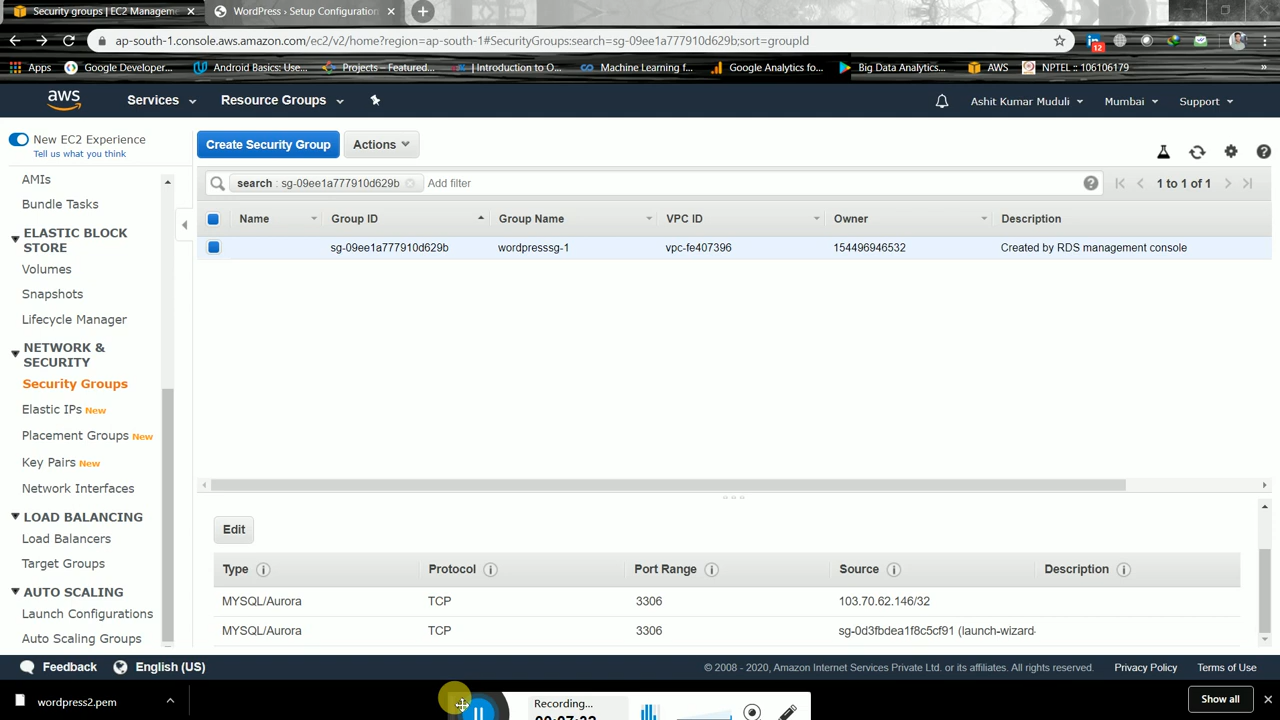 Security groups | EC2 Managem
WordPress › Setup Configuration
ap-south-1.console.aws.amazon.com/ec2/v2/home?region=ap-south-1#SecurityGroups:search=sg-09ee1a777910d629b;sort=groupId
12
Apps
Google Developer...
Android Basics: Use...
Projects – Featured...
| Introduction to O...
Machine Learning f...
Google Analytics fo...
Big Data Analytics...
AWS
NPTEL :: 106106179
»
aws
Services
Resource Groups
Ashit Kumar Muduli
Mumbai
Support
New EC2 Experience
Tell us what you think
AMIs
Bundle Tasks
ELASTIC BLOCK
STORE
Volumes
Snapshots
Lifecycle Manager
NETWORK &
SECURITY
Security Groups
Elastic IPs New
Placement Groups New
Key Pairs New
Network Interfaces
LOAD BALANCING
Load Balancers
Target Groups
AUTO SCALING
Launch Configurations
Auto Scaling Groups
Create Security Group
Actions
search : sg-09ee1a777910d629b
Add filter
1 to 1 of 1
Name
Group ID
Group Name
VPC ID
Owner
Description
sg-09ee1a777910d629b
wordpresssg-1
vpc-fe407396
154496946532
Created by RDS management console
Edit
Type
Protocol
Port Range
Source
Description
MYSQL/Aurora
TCP
3306
103.70.62.146/32
MYSQL/Aurora
TCP
3306
sg-0d3fbdea1f8c5cf91 (launch-wizard-
Feedback
English (US)
© 2008 - 2020, Amazon Internet Services Private Ltd. or its affiliates. All rights reserved.
Privacy Policy
Terms of Use
wordpress2.pem
Recording...
Show all